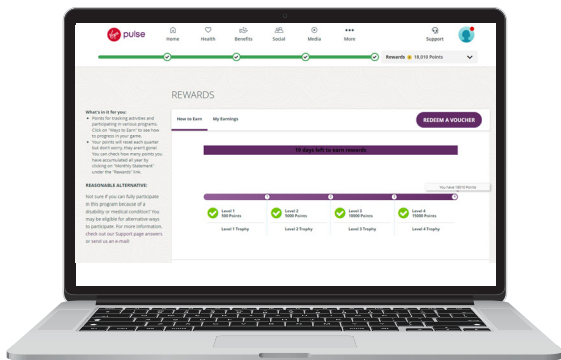 Virgin pulse
Home
Health
Benefits
Social
Media
More
Support
Rewards 18,010 Points
REWARDS
How to Earn
My Earnings
REDEEM A VOUCHER
What's in it for you:
Points for tracking activities and
participating in various programs.
Click on "Ways to Earn" to see how
to progress in your game.
Your points will reset each quarter
but don't worry, they aren't gone!
You can check how many points you
have accumulated all year by
clicking on "Monthly Statement"
under the "Rewards" link.
REASONABLE ALTERNATIVE:
Not sure if you can fully participate
in this program because of a
disability or medical condition? You
may be eligible for alternative ways
to participate. For more information,
check out our Support page answers
or send us an e-mail!
19 days left to earn rewards
You have 18010 Points
Level 1
Level 2
Level 3
Level 4
500 Points
5000 Points
10000 Points
15000 Points
Level 1 Trophy
Level 2 Trophy
Level 3 Trophy
Level 4 Trophy